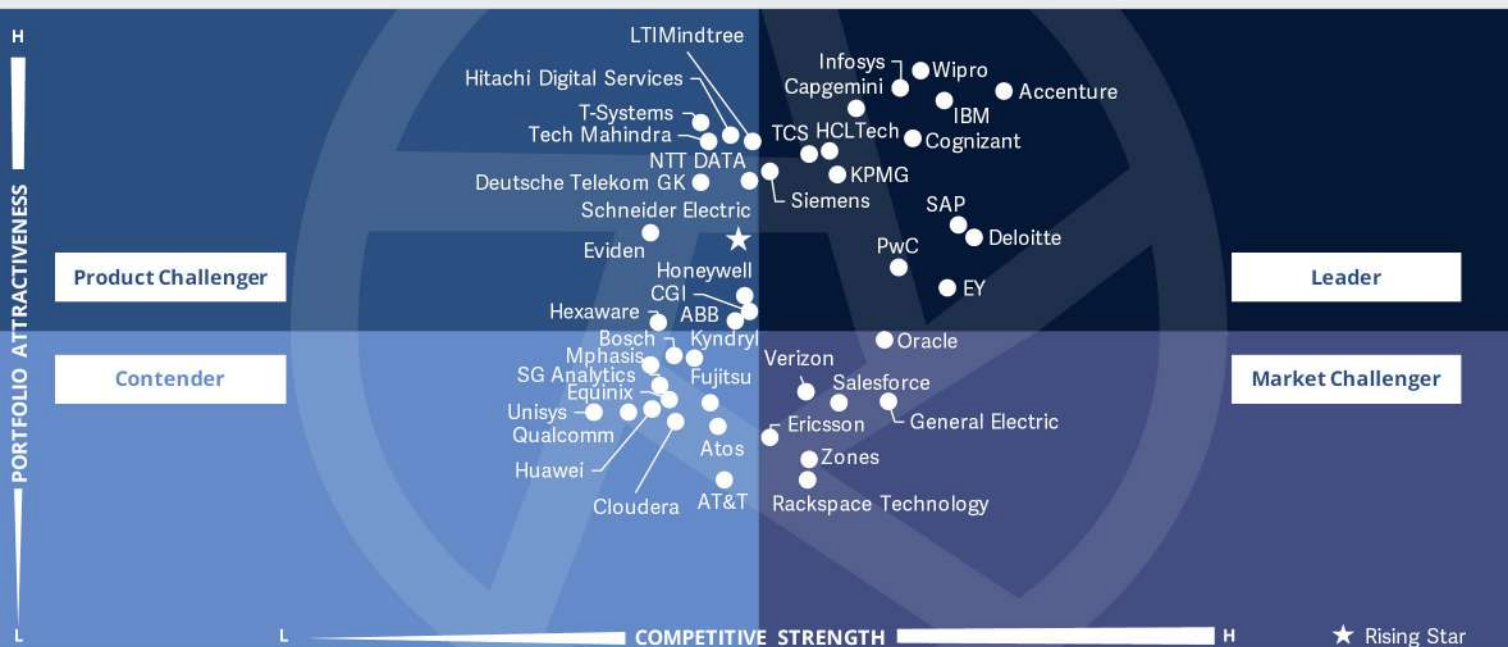 H
LTIMindtree
Infosys
Wipro
Hitachi Digital Services
Capgemini
Accenture
T-Systems
IBM
Tech Mahindra
TCS HCLTech
Cognizant
NTT DATA
Deutsche Telekom GK
KPMG
Siemens
Schneider Electric
SAP
Eviden
PwC
Deloitte
Honeywell
Product Challenger
Leader
CGI
EY
Hexaware
ABB
Bosch
Kyndryl
Oracle
Mphasis
Verizon
SG Analytics
Fujitsu
Salesforce
Contender
Market Challenger
Equinix
Unisys
Ericsson
General Electric
Qualcomm
Atos
Zones
Huawei
Cloudera
AT&T
Rackspace Technology
PORTFOLIO ATTRACTIVENESS
L
L
COMPETITIVE STRENGTH
H
Rising Star